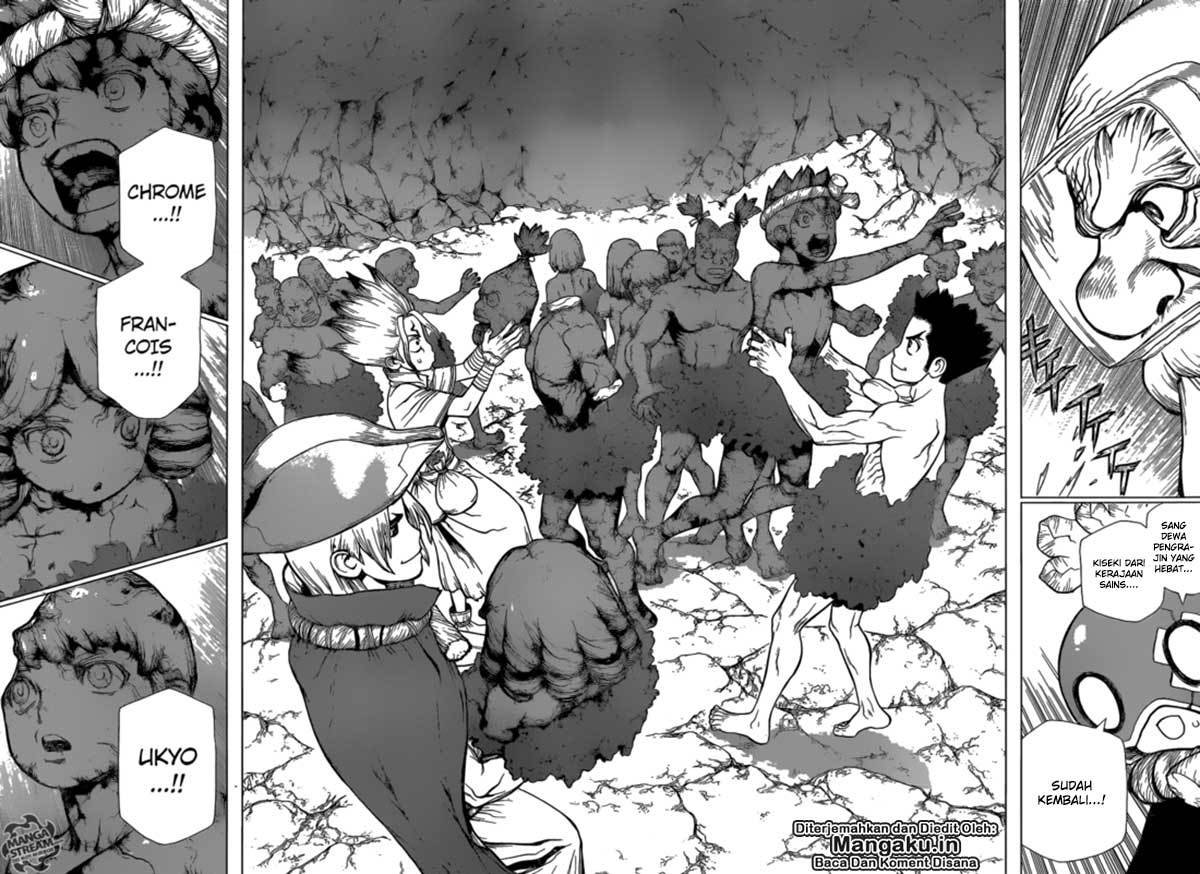 SANG
DEWA
PENGRA-
JIN YANG
HEBAT...
KISEKI DARI
KERAJAAN
SAINS....
SUDAH
KEMBALI...!
CHROME
...!!
FRAN-
COIS
...!!
UKYO
...!!
MANGA
STREAM
Diterjemahkan dan Diedit Oleh:
Mangaku.in
Baca Dan Koment Disana